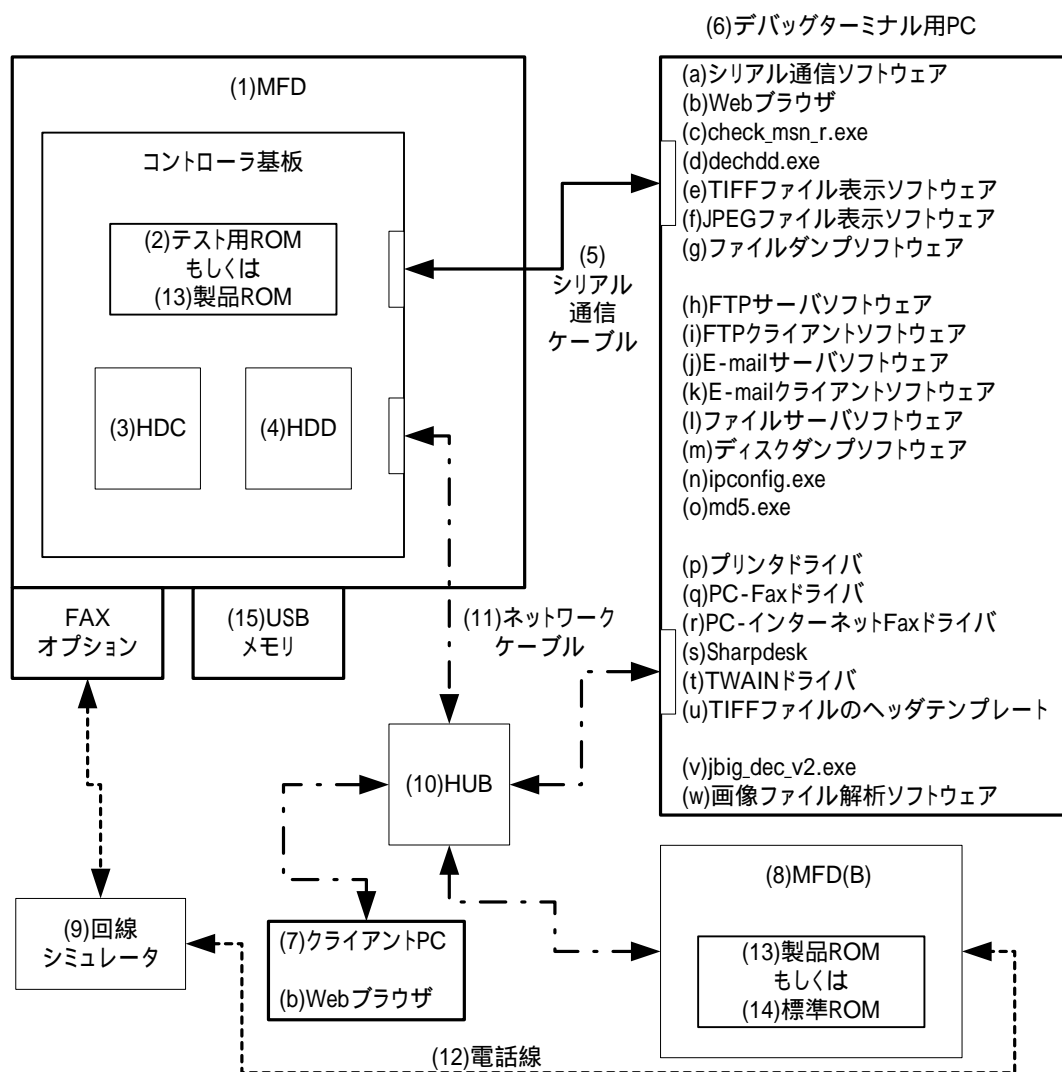 (6)デバッグターミナル用PC
(1)MFD
コントローラ基板
(2)テスト用ROM
もしくは
(13)製品ROM
(3)HDC
(4)HDD
(5)
シリアル
通信
ケーブル
(a)シリアル通信ソフトウェア
(b)Webブラウザ
(c)check_msn_r.exe
(d)dechdd.exe
(e)TIFFファイル表示ソフトウェア
(f)JPEGファイル表示ソフトウェア
(g)ファイルダンプソフトウェア
(h)FTPサーバソフトウェア
(i)FTPクライアントソフトウェア
(j)E-mailサーバソフトウェア
(k)E-mailクライアントソフトウェア
(l)ファイルサーバソフトウェア
(m)ディスクダンプソフトウェア
(n)ipconfig.exe
(o)md5.exe
(p)プリンタドライバ
(q)PC-Faxドライバ
(r)PC-インターネットFaxドライバ
(s)Sharpdesk
(t)TWAINドライバ
(u)TIFFファイルのヘッダテンプレート
(v)jbig_dec_v2.exe
(w)画像ファイル解析ソフトウェア
FAX
オプション
(15)USB
メモリ
(11)ネットワーク
ケーブル
(10)HUB
(9)回線
シミュレータ
(7)クライアントPC
(b)Webブラウザ
(8)MFD(B)
(13)製品ROM
もしくは
(14)標準ROM
(12)電話線